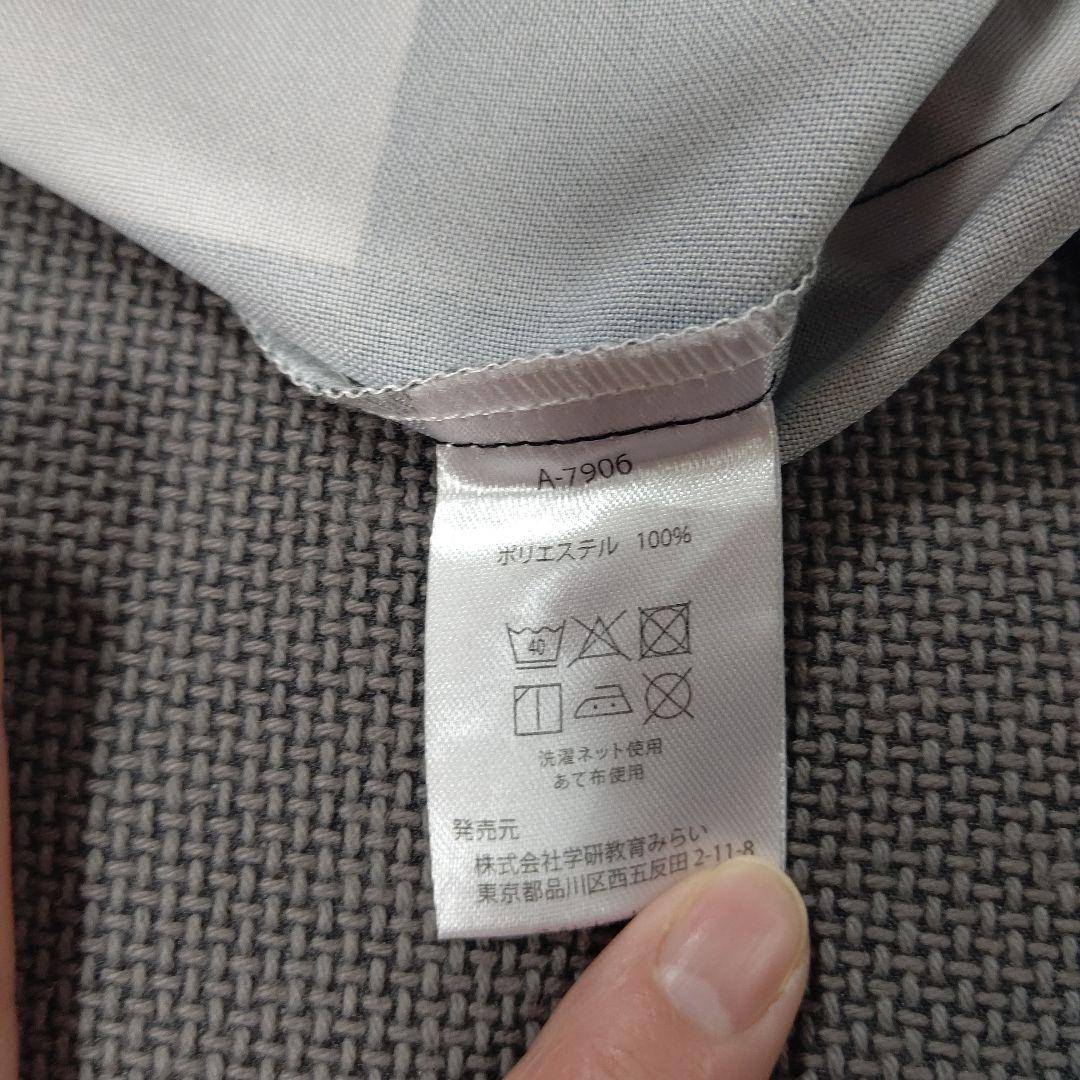 A-7906
ポリエステル 100%
40
洗濯ネット使用
あて布使用
発売元
株式会社学研教育みらい
東京都品川区西五反田 2-11-8